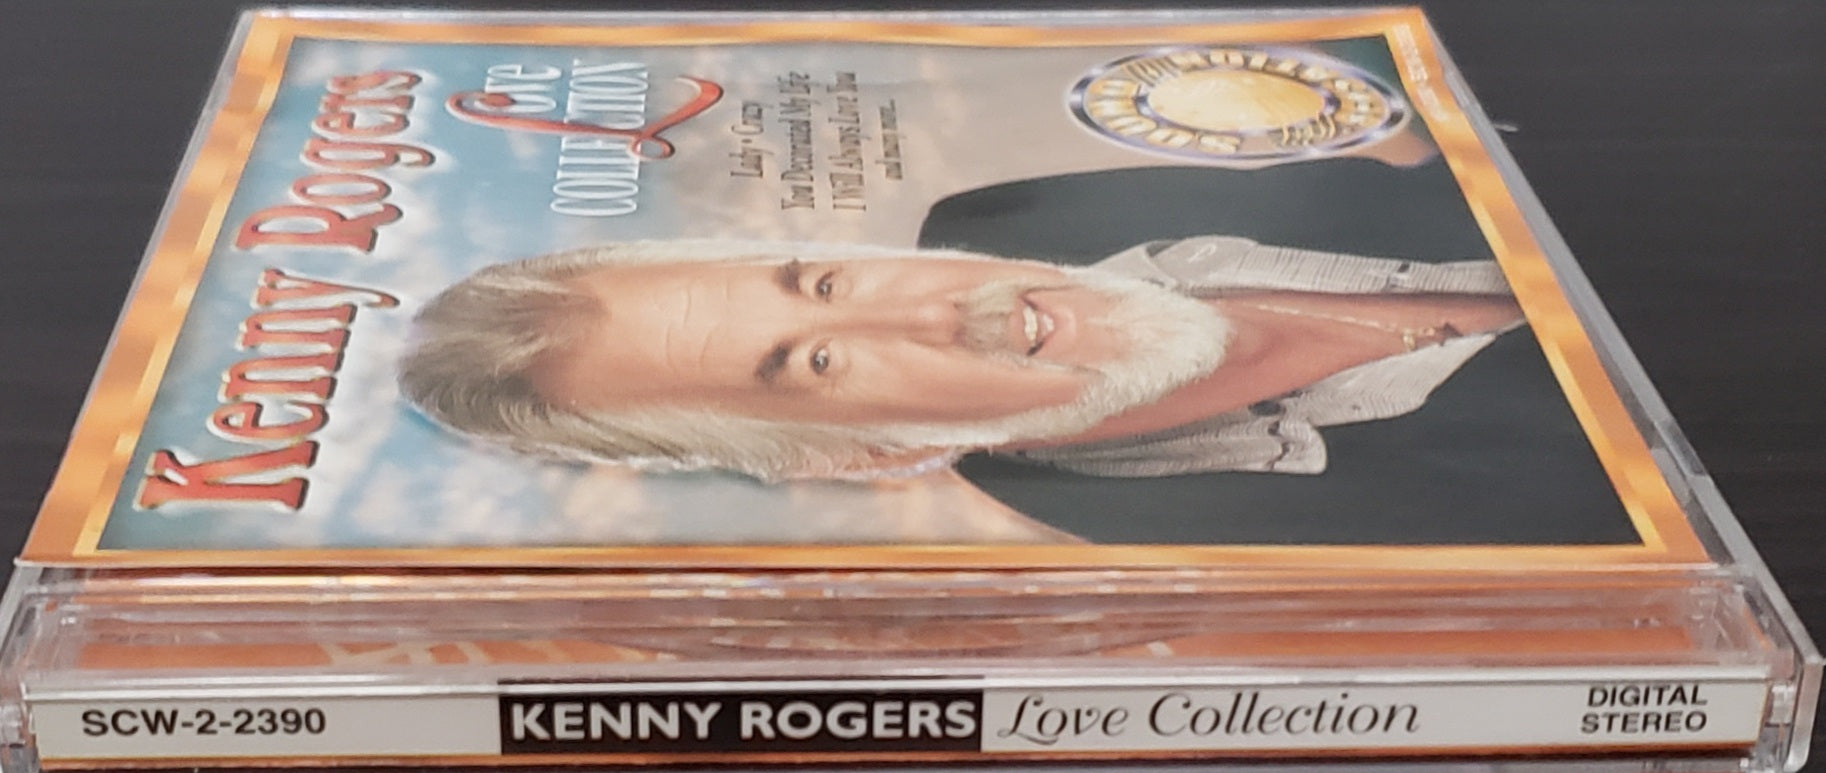 Kenny Rogers
Love
COLLECTION
Lady • Crazy
You Decorated My Life
I Will Always Love You
and many more...
SOUND
SCW-2-2390
KENNY ROGERS
Love Collection
DIGITAL
STEREO